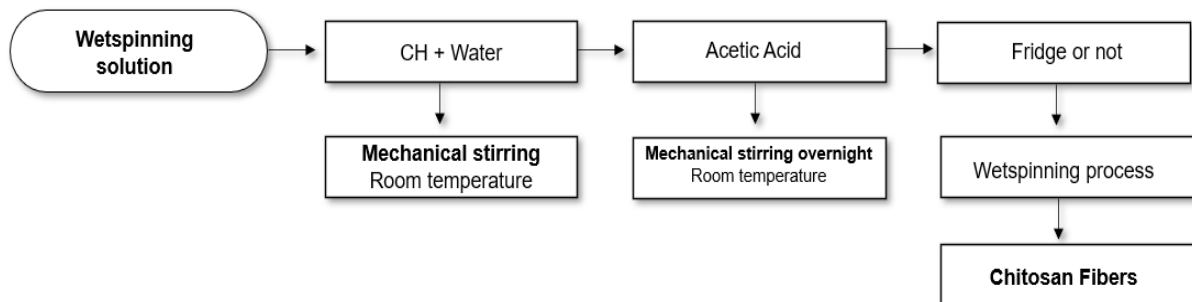 Wetspinning
solution
CH + Water
Acetic Acid
Fridge or not
Mechanical stirring
Room temperature
Mechanical stirring overnight
Room temperature
Wetspinning process
Chitosan Fibers